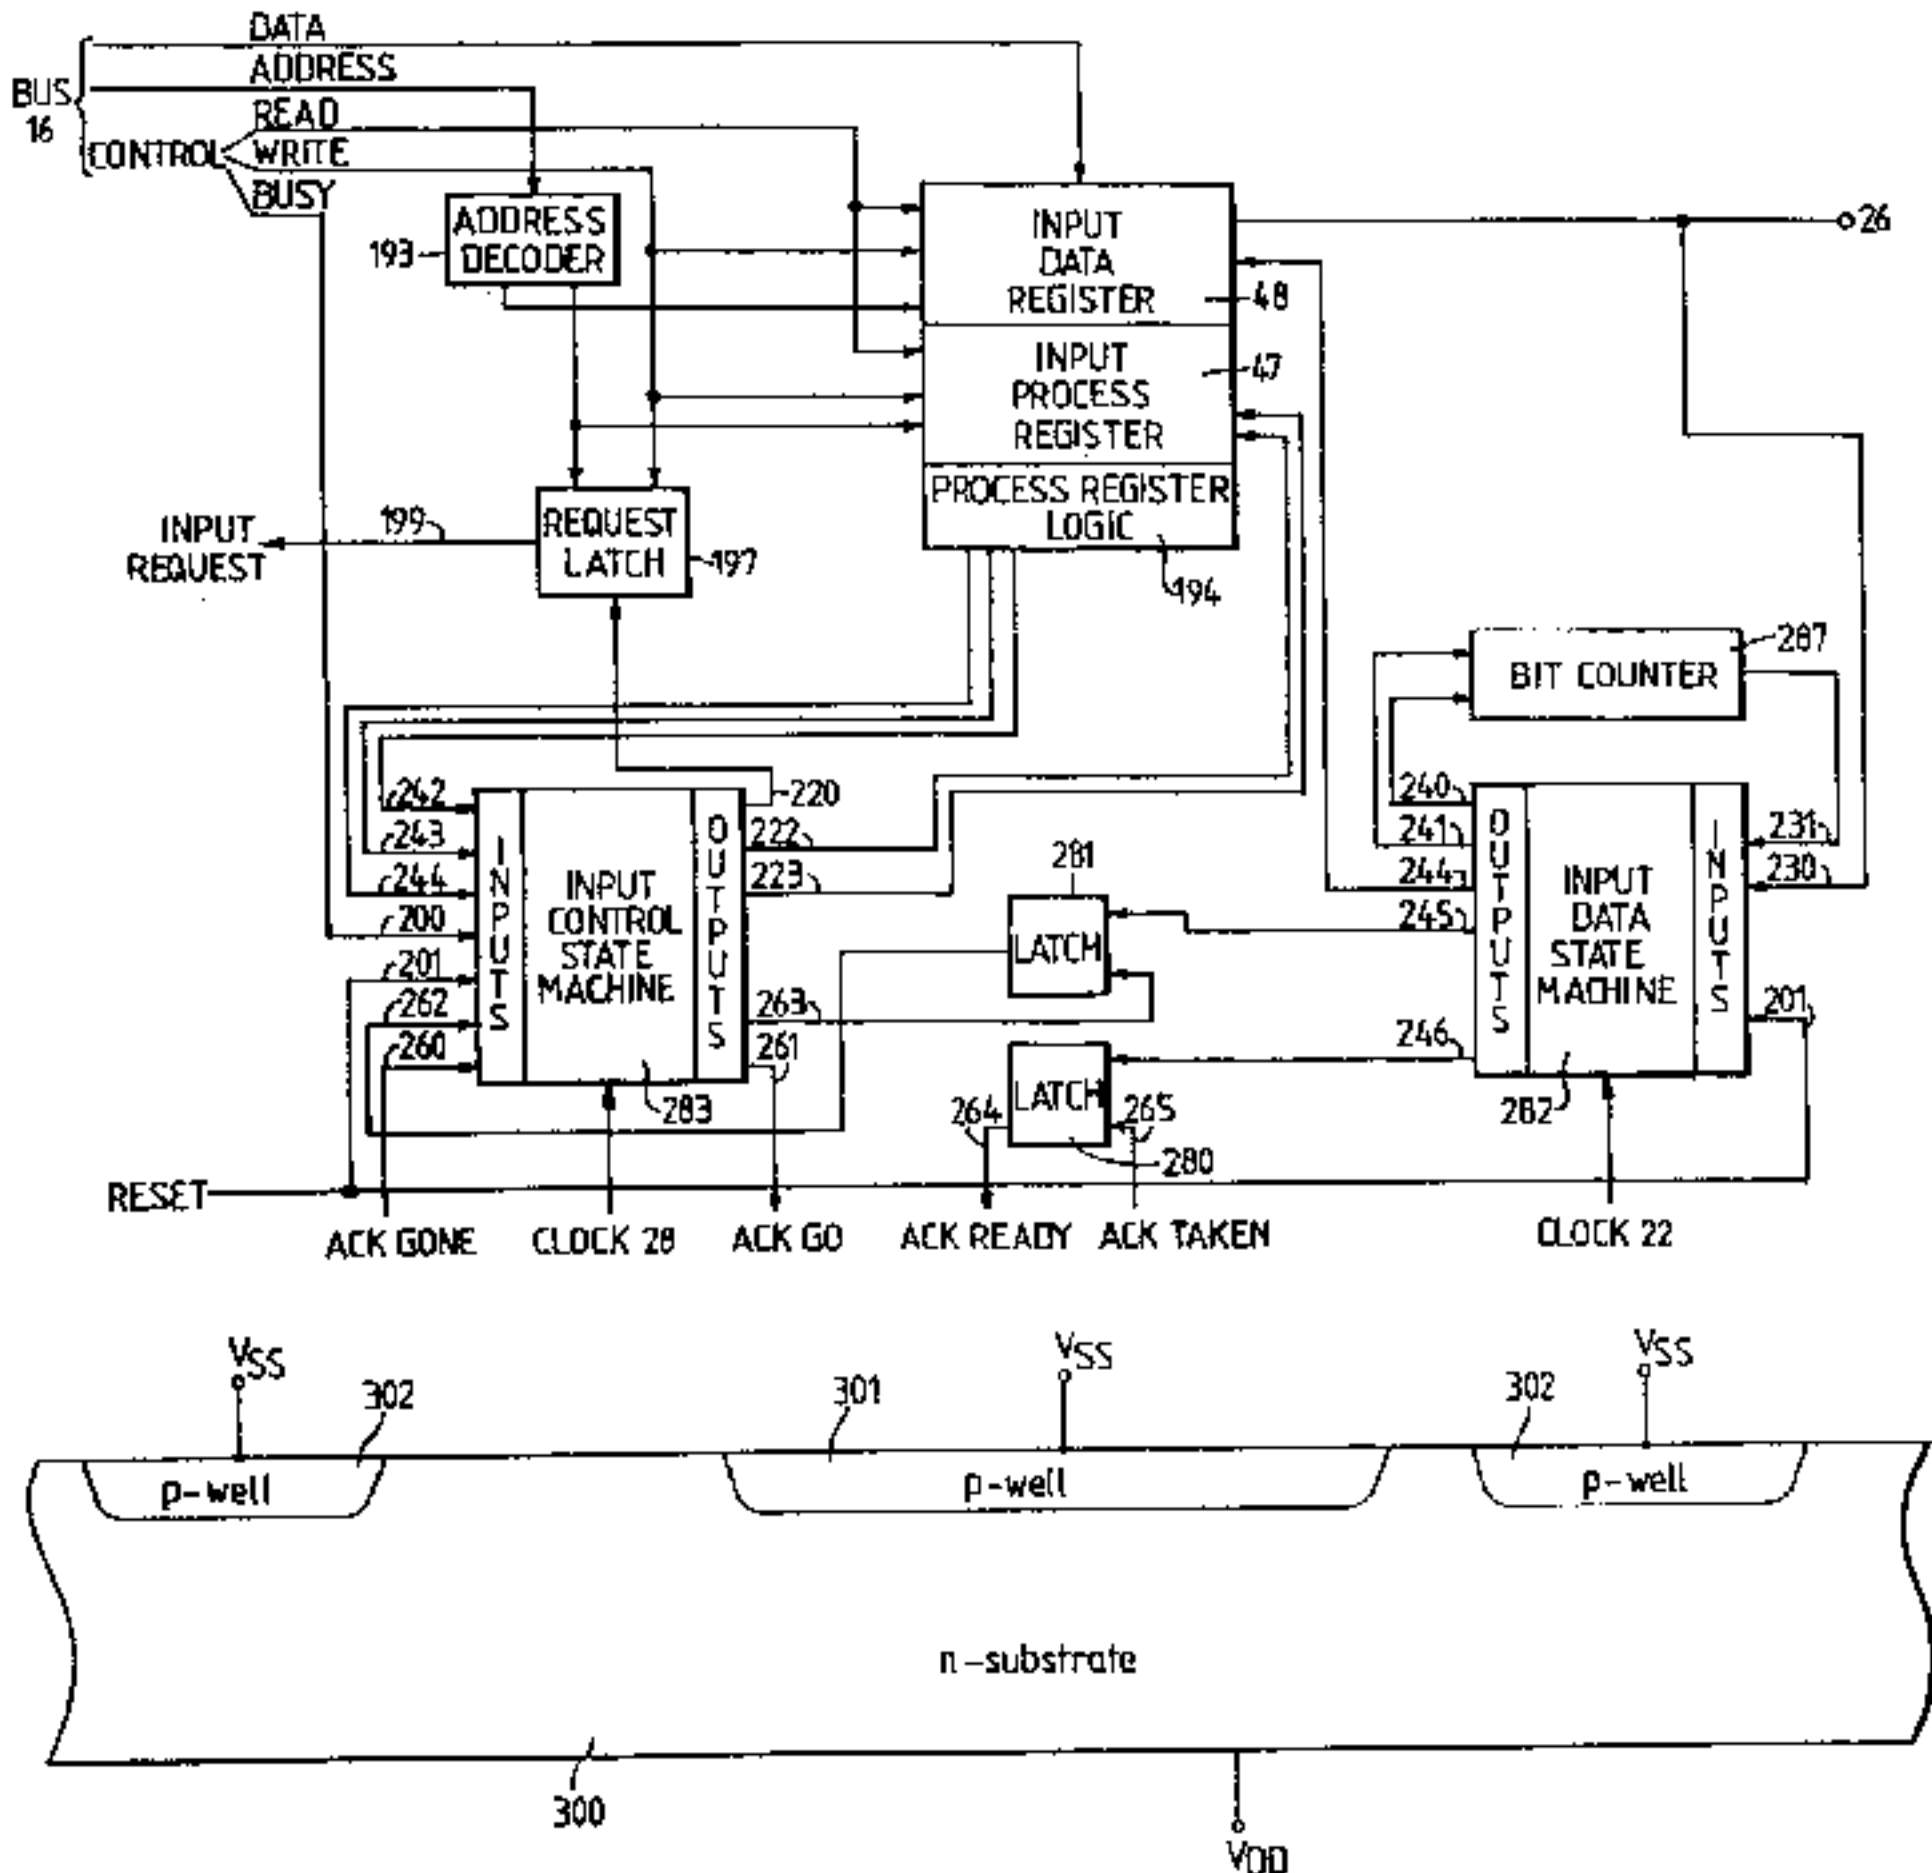 DATA
ADDRESS
BUS
16
READ
CONTROL
WRITE
BUSY
ADDRESS
DECODER
193
INPUT
DATA
REGISTER
48
26
INPUT
PROCESS
REGISTER
47
PROCESS REGISTER
LOGIC
194
INPUT
REQUEST
199
REQUEST
LATCH
197
BIT COUNTER
287
242
243
244
200
201
262
260
INPUTS
INPUT
CONTROL
STATE
MACHINE
OUTPUTS
283
220
222
223
263
261
281
LATCH
LATCH
264
265
280
240
241
244
245
246
OUTPUTS
INPUT
DATA
STATE
MACHINE
INPUTS
282
231
230
201
RESET
ACK GONE
CLOCK 28
ACK GO
ACK READY
ACK TAKEN
CLOCK 22
VSS
VSS
VSS
302
301
302
p-well
p-well
p-well
n-substrate
300
VDD